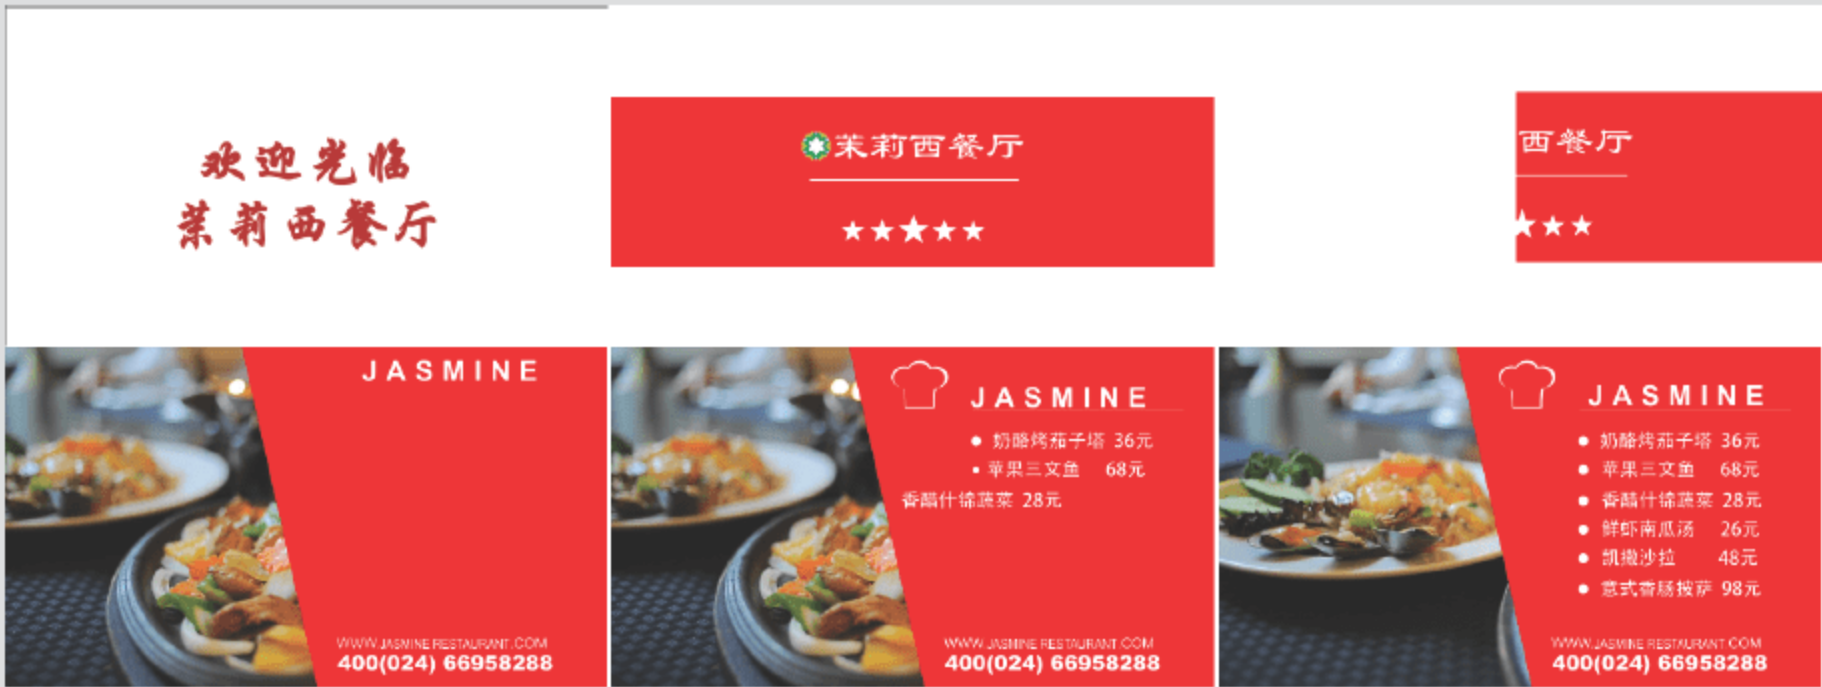 欢迎光临
茉莉西餐厅
茉莉西餐厅
西餐厅
JASMINE
WWW.JASMINE RESTAURANT.COM
400(024) 66958288
JASMINE
奶酪烤茄子塔 36元
苹果三文鱼 68元
香醋什锦蔬菜 28元
WWW.JASMINE RESTAURANT COM
400(024) 66958288
JASMINE
奶酪烤茄子塔 36元
苹果三文鱼 68元
香醋什锦蔬菜 28元
鲜虾南瓜汤 26元
凯撒沙拉 48元
意式香肠披萨 98元
WWW.JASMINE RESTAURANT COM
400(024) 66958288